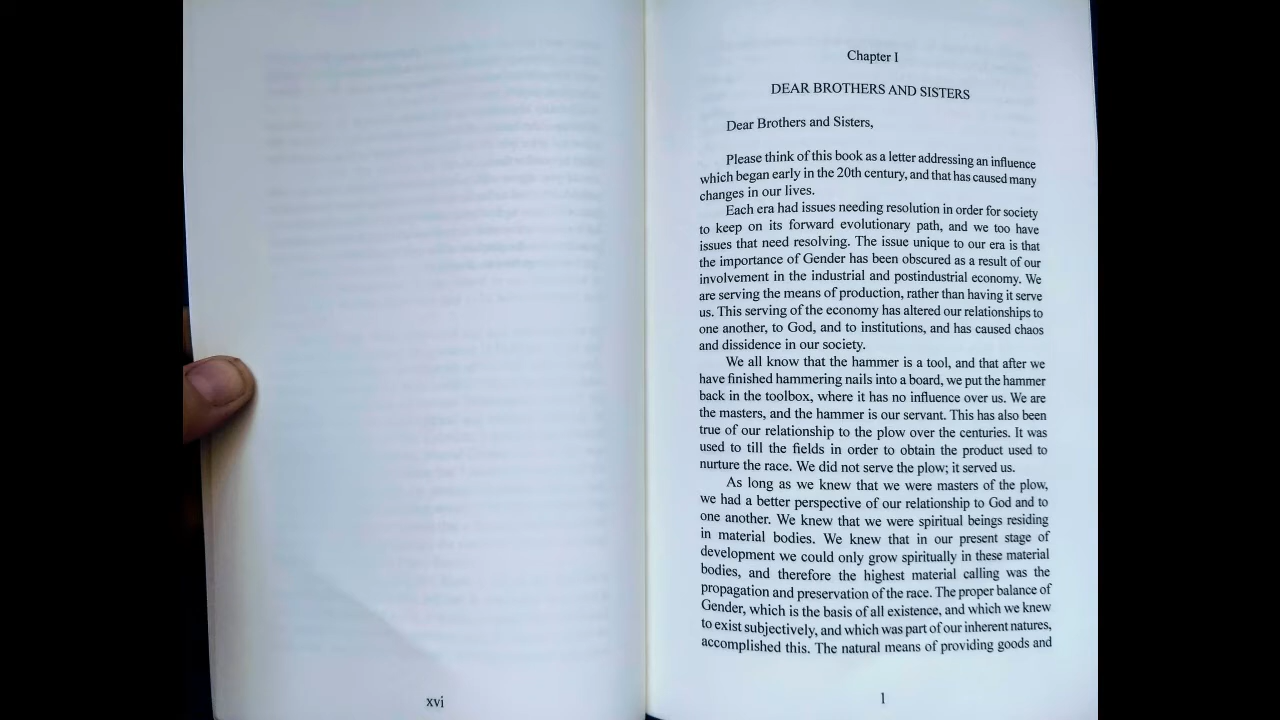 xvi
Chapter I
DEAR BROTHERS AND SISTERS
Dear Brothers and Sisters,
Please think of this book as a letter addressing an influence
which began early in the 20th century, and that has caused many
changes in our lives.
Each era had issues needing resolution in order for society
to keep on its forward evolutionary path, and we too have
issues that need resolving. The issue unique to our era is that
the importance of Gender has been obscured as a result of our
involvement in the industrial and postindustrial economy. We
are serving the means of production, rather than having it serve
us. This serving of the economy has altered our relationships to
one another, to God, and to institutions, and has caused chaos
and dissidence in our society.
We all know that the hammer is a tool, and that after we
have finished hammering nails into a board, we put the hammer
back in the toolbox, where it has no influence over us. We are
the masters, and the hammer is our servant. This has also been
true of our relationship to the plow over the centuries. It was
used to till the fields in order to obtain the product used to
nurture the race. We did not serve the plow; it served us.
As long as we knew that we were masters of the plow,
we had a better perspective of our relationship to God and to
one another. We knew that we were spiritual beings residing
in material bodies. We knew that in our present stage of
development we could only grow spiritually in these material
bodies, and therefore the highest material calling was the
propagation and preservation of the race. The proper balance of
Gender, which is the basis of all existence, and which we knew
to exist subjectively, and which was part of our inherent natures,
accomplished this. The natural means of providing goods and
1